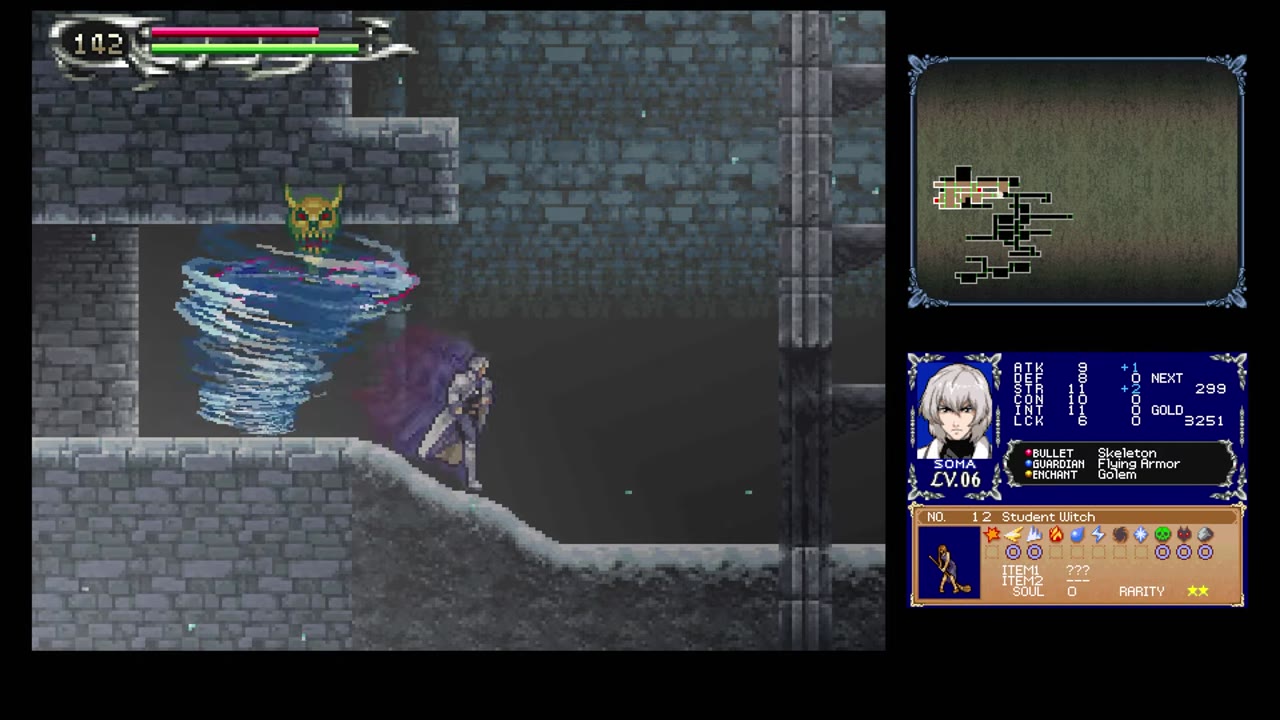 142
ATK 9 +1
DEF 8 0 NEXT
STR 11 +2 299
CON 10 0
INT 11 0 GOLD
LCK 6 0 3251
SOMA
LV.06
BULLET Skeleton
GUARDIAN Flying Armor
ENCHANT Golem
NO. 12 Student Witch
ITEM1 ???
ITEM2 ---
SOUL 0 RARITY ★★